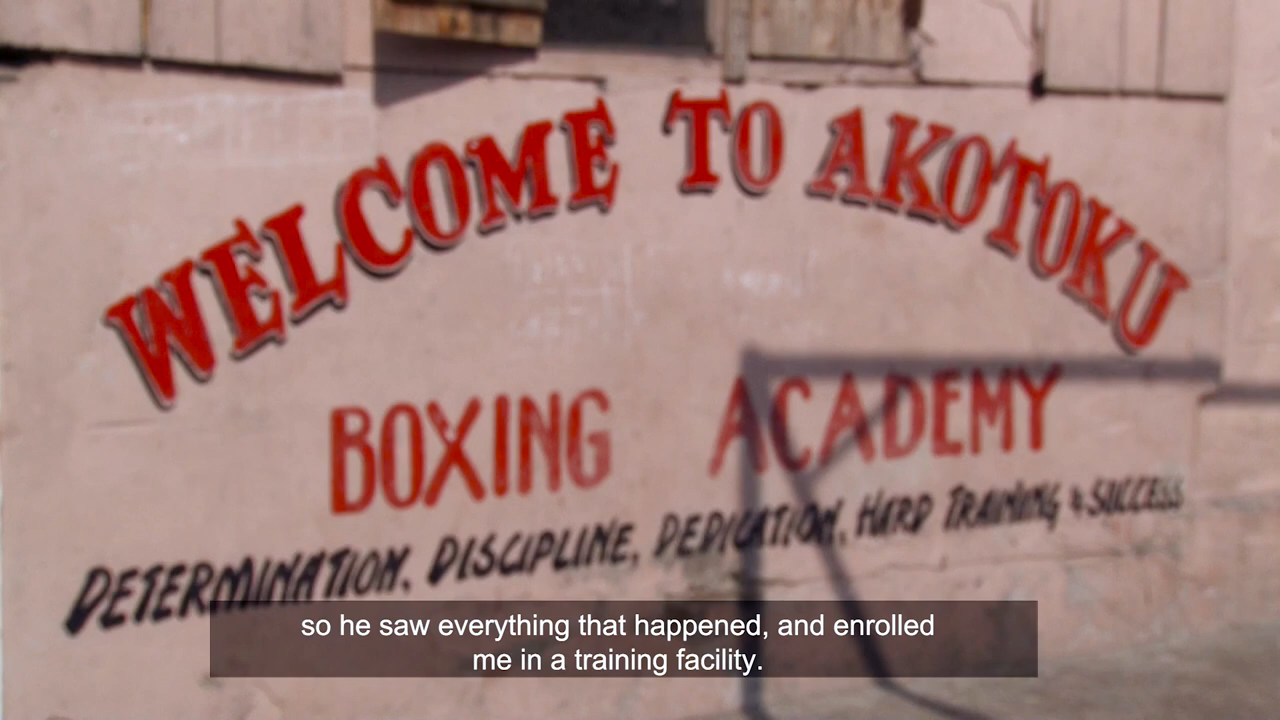 WELCOME TO AKOTOKU
BOXING ACADEMY
DETERMINATION, DISCIPLINE, DEDICATION, HARD TRAINING & SUCCESS
so he saw everything that happened, and enrolled
me in a training facility.